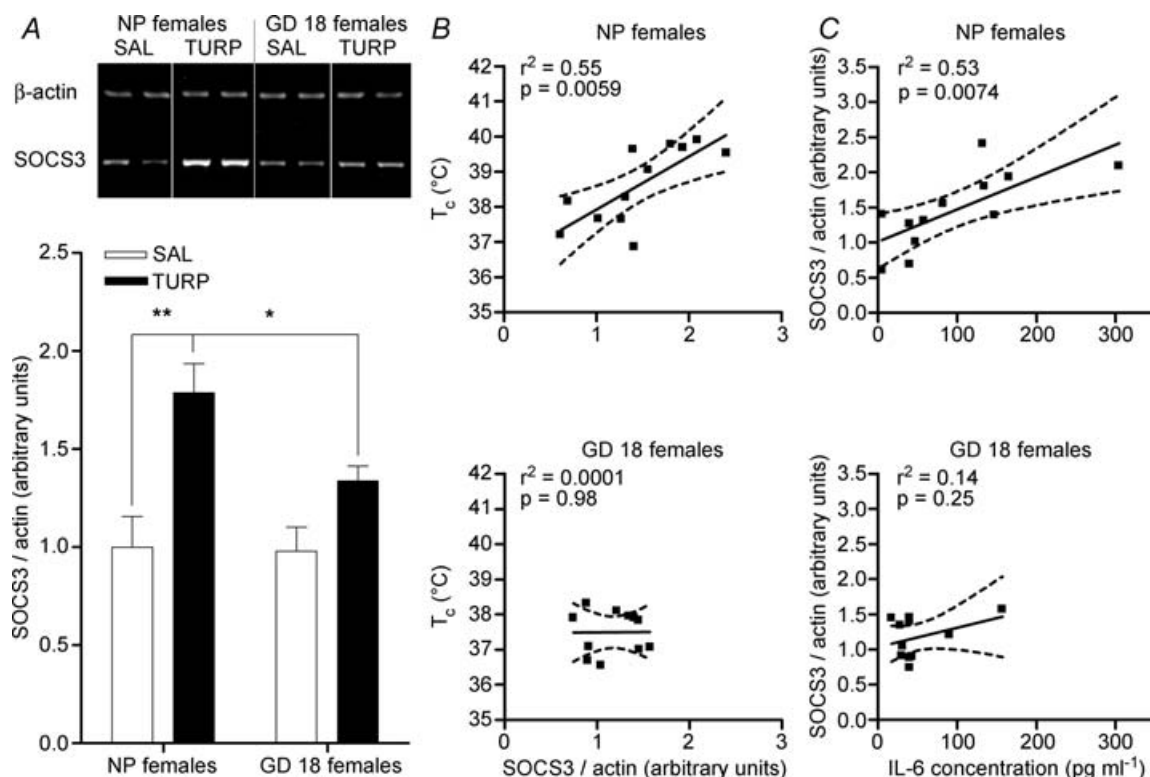 A
NP females GD 18 females
SAL TURP SAL TURP
β-actin
SOCS3
2.5
2.0
1.5
1.0
0.5
0.0
SOCS3 / actin (arbitrary units)
SAL
TURP
** *
NP females GD 18 females
B
NP females
r² = 0.55
p = 0.0059
42
41
40
39
38
37
36
35
Tc (°C)
0 1 2 3
GD 18 females
r² = 0.0001
p = 0.98
42
41
40
39
38
37
36
35
Tc (°C)
0 1 2 3
SOCS3 / actin (arbitrary units)
C
NP females
r² = 0.53
p = 0.0074
3.5
3.0
2.5
2.0
1.5
1.0
0.5
0.0
SOCS3 / actin (arbitrary units)
0 100 200 300
GD 18 females
r² = 0.14
p = 0.25
3.5
3.0
2.5
2.0
1.5
1.0
0.5
0.0
SOCS3 / actin (arbitrary units)
0 100 200 300
IL-6 concentration (pg ml⁻¹)